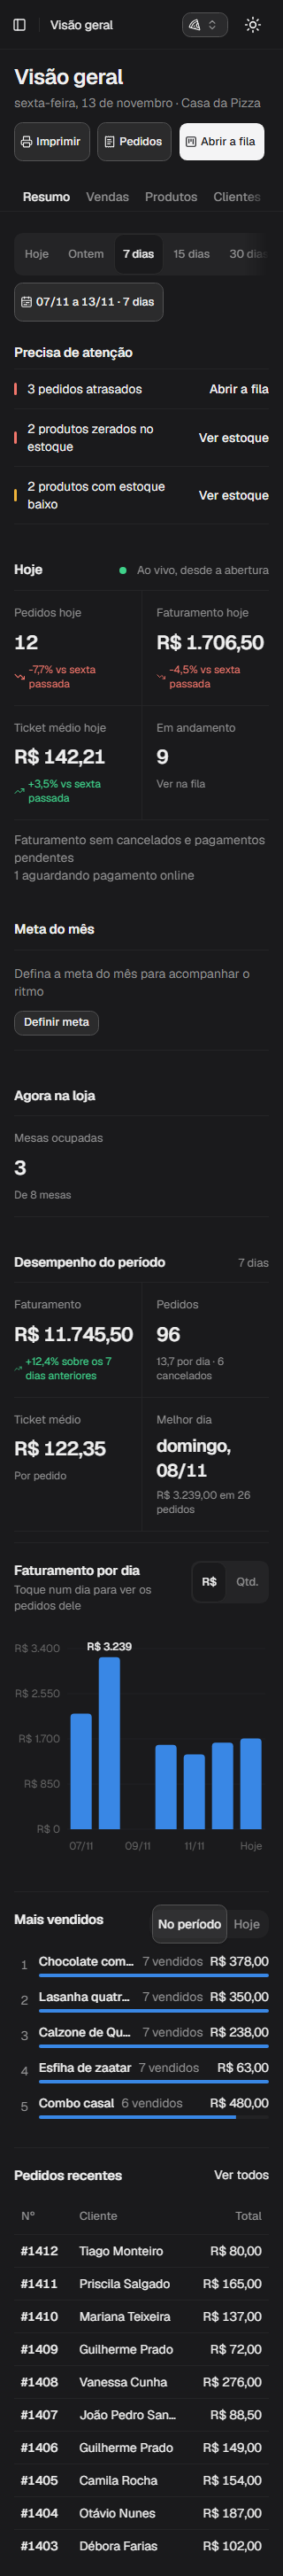 Visão geral
Visão geral
sexta-feira, 13 de novembro · Casa da Pizza
Imprimir
Pedidos
Abrir a fila
Resumo Vendas Produtos Clientes
Hoje Ontem 7 dias 15 dias 30 dias
07/11 a 13/11 · 7 dias
Precisa de atenção
3 pedidos atrasados Abrir a fila
2 produtos zerados no
estoque
Ver estoque
2 produtos com estoque
baixo
Ver estoque
Hoje Ao vivo, desde a abertura
Pedidos hoje
12
-7,7% vs sexta
passada
Faturamento hoje
R$ 1.706,50
-4,5% vs sexta
passada
Ticket médio hoje
R$ 142,21
+3,5% vs sexta
passada
Em andamento
9
Ver na fila
Faturamento sem cancelados e pagamentos
pendentes
1 aguardando pagamento online
Meta do mês
Defina a meta do mês para acompanhar o
ritmo
Definir meta
Agora na loja
Mesas ocupadas
3
De 8 mesas
Desempenho do período 7 dias
Faturamento
R$ 11.745,50
+12,4% sobre os 7
dias anteriores
Pedidos
96
13,7 por dia · 6
cancelados
Ticket médio
R$ 122,35
Por pedido
Melhor dia
domingo,
08/11
R$ 3.239,00 em 26
pedidos
Faturamento por dia
Toque num dia para ver os
pedidos dele
R$ Qtd.
R$ 3.239
R$ 3.400
R$ 2.550
R$ 1.700
R$ 850
R$ 0
07/11 09/11 11/11 Hoje
Mais vendidos
No período Hoje
1 Chocolate com... 7 vendidos R$ 378,00
2 Lasanha quatr... 7 vendidos R$ 350,00
3 Calzone de Qu... 7 vendidos R$ 238,00
4 Esfiha de zaatar 7 vendidos R$ 63,00
5 Combo casal 6 vendidos R$ 480,00
Pedidos recentes Ver todos
Nº Cliente Total
#1412 Tiago Monteiro R$ 80,00
#1411 Priscila Salgado R$ 165,00
#1410 Mariana Teixeira R$ 137,00
#1409 Guilherme Prado R$ 72,00
#1408 Vanessa Cunha R$ 276,00
#1407 João Pedro San... R$ 88,50
#1406 Guilherme Prado R$ 149,00
#1405 Camila Rocha R$ 154,00
#1404 Otávio Nunes R$ 187,00
#1403 Débora Farias R$ 102,00